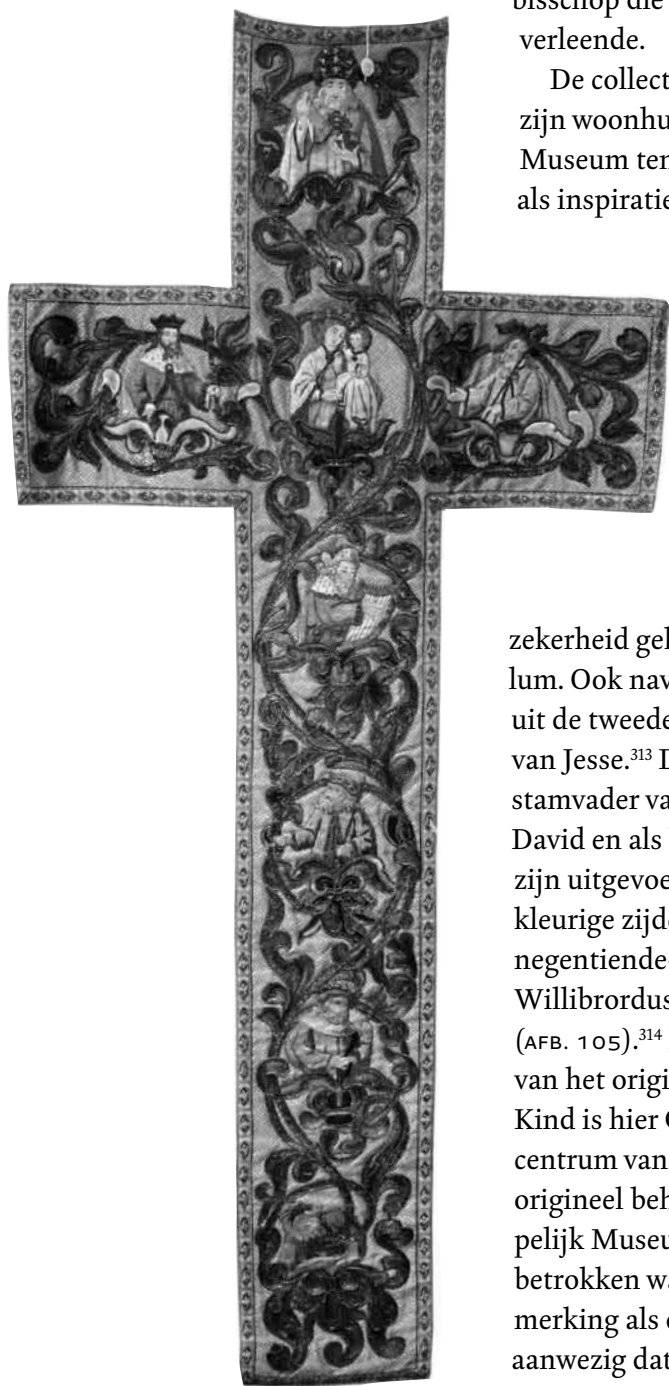 bisschop die
verleende.
De collect
zijn woonhu
Museum ten
als inspiratie
zekerheid gel
lum. Ook nav
uit de tweede
van Jesse.³¹³ D
stamvader va
David en als
zijn uitgevoe
kleurige zijde
negentiende-
Willibrordus
(AFB. 105).³¹⁴
van het origi
Kind is hier
centrum van
origineel beh
pelijk Museu
betrokken wa
merking als
aanwezig dat